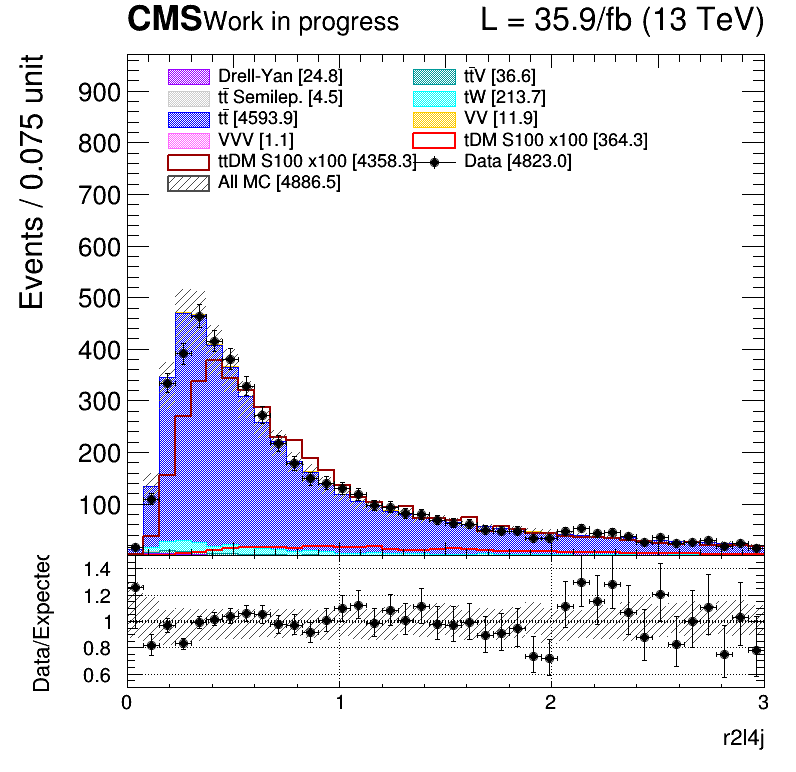 CMS Work in progress L = 35.9/fb (13 TeV)
Events / 0.075 unit
Drell-Yan [24.8] tt̄V [36.6]
tt̄ Semilep. [4.5] tW [213.7]
tt̄ [4593.9] VV [11.9]
VVV [1.1] tDM S100 x100 [364.3]
ttDM S100 x100 [4358.3] Data [4823.0]
All MC [4886.5]
900
800
700
600
500
400
300
200
100
Data/Expected
1.4
1.2
1
0.8
0.6
0 1 2 3
r2l4j